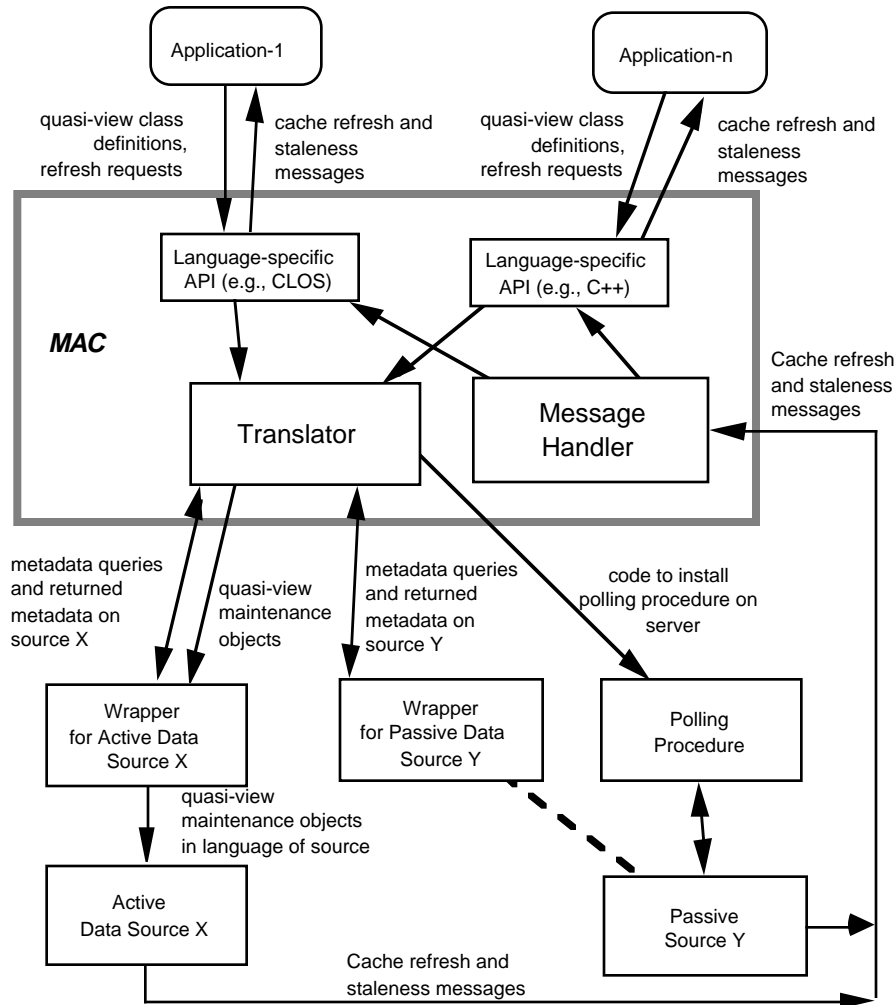 Application-1
Application-n
quasi-view class
definitions,
refresh requests
cache refresh and
staleness
messages
quasi-view class
definitions,
refresh requests
cache refresh and
staleness
messages
Language-specific
API (e.g., CLOS)
Language-specific
API (e.g., C++)
MAC
Translator
Message
Handler
Cache refresh
and staleness
messages
metadata queries
and returned
metadata on
source X
quasi-view
maintenance
objects
metadata queries
and returned
metadata on
source Y
code to install
polling procedure on
server
Wrapper
for Active Data
Source X
Wrapper
for Passive Data
Source Y
Polling
Procedure
quasi-view
maintenance objects
in language of source
Active
Data Source X
Passive
Source Y
Cache refresh and
staleness messages